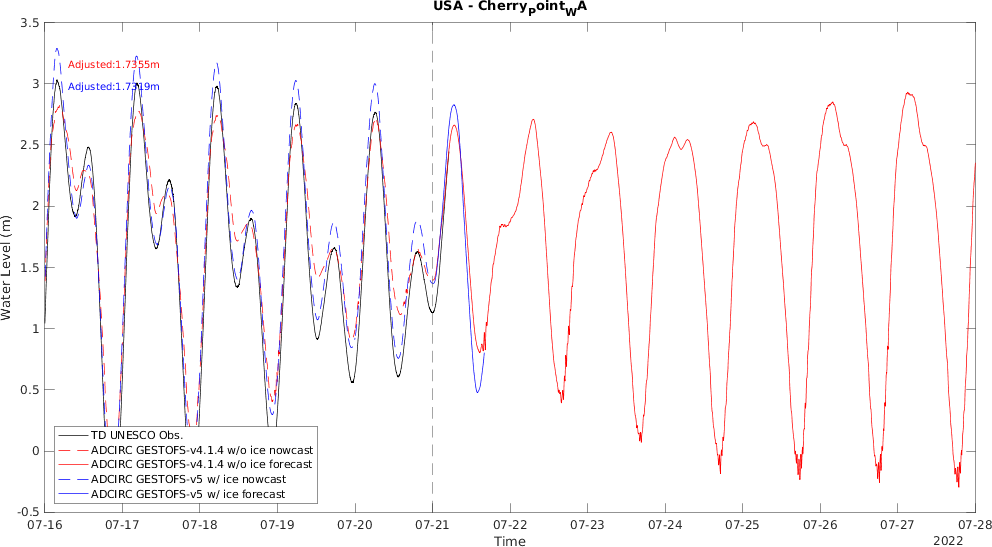 USA - CherryPointWA
3.5
3
2.5
2
1.5
1
0.5
0
-0.5
Water Level (m)
Adjusted:1.7355m
Adjusted:1.7319m
TD UNESCO Obs.
ADCIRC GESTOFS-v4.1.4 w/o ice nowcast
ADCIRC GESTOFS-v4.1.4 w/o ice forecast
ADCIRC GESTOFS-v5 w/ ice nowcast
ADCIRC GESTOFS-v5 w/ ice forecast
07-16 07-17 07-18 07-19 07-20 07-21 07-22 07-23 07-24 07-25 07-26 07-27 07-28
Time
2022